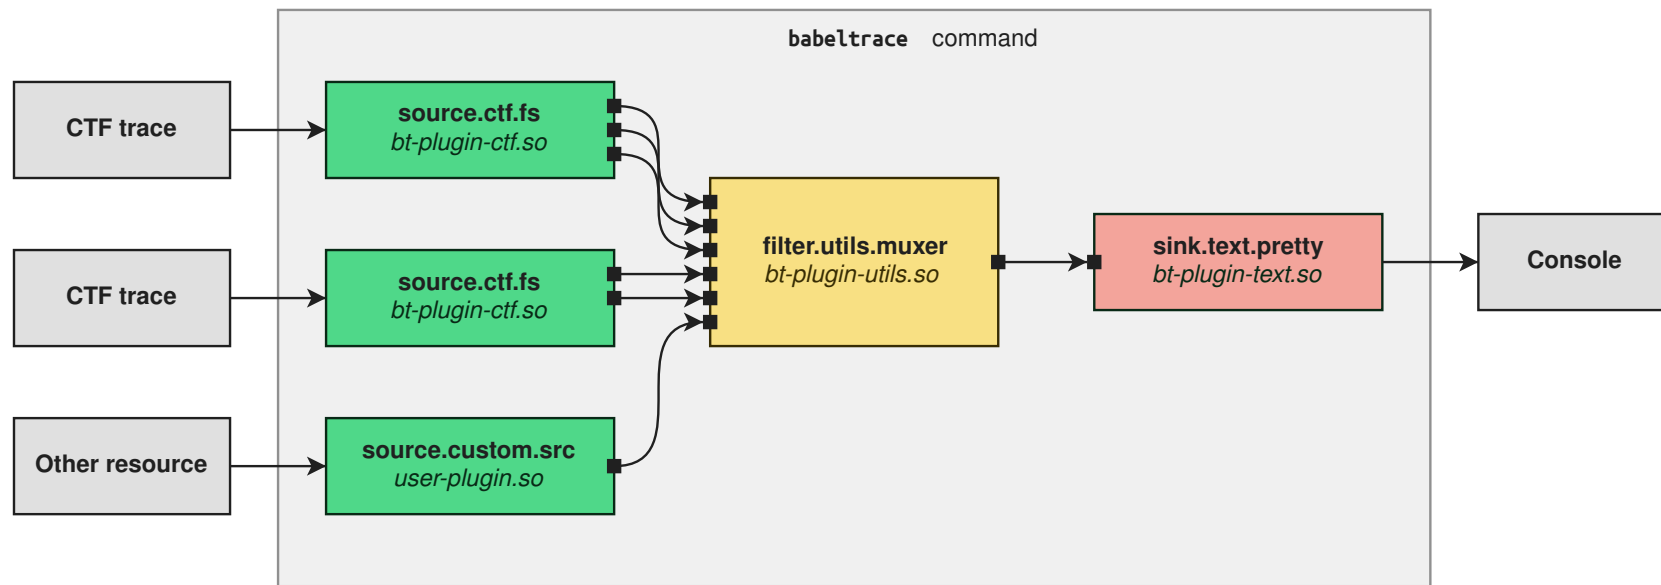 babeltrace command
CTF trace
source.ctf.fs
bt-plugin-ctf.so
CTF trace
source.ctf.fs
bt-plugin-ctf.so
Other resource
source.custom.src
user-plugin.so
filter.utils.muxer
bt-plugin-utils.so
sink.text.pretty
bt-plugin-text.so
Console